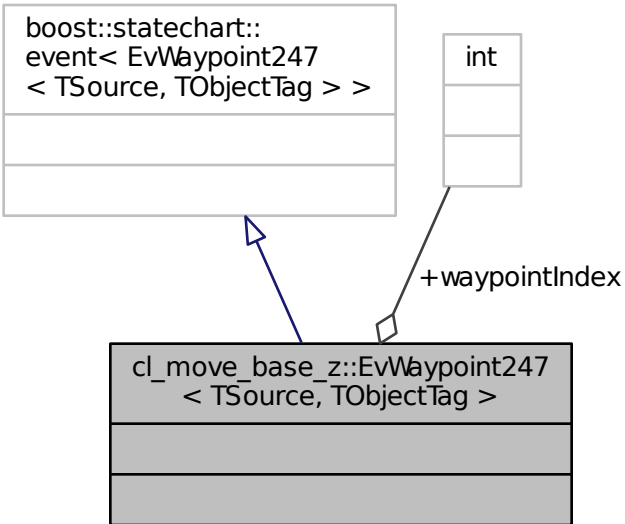 boost::statechart::
event< EvWaypoint247
< TSource, TObjectTag > >
int
+waypointIndex
cl_move_base_z::EvWaypoint247
< TSource, TObjectTag >